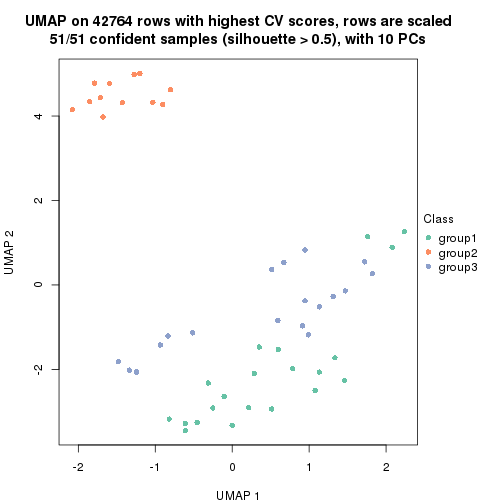 UMAP on 42764 rows with highest CV scores, rows are scaled
51/51 confident samples (silhouette > 0.5), with 10 PCs
4
2
0
-2
UMAP 2
-2
-1
0
1
2
UMAP 1
Class
group1
group2
group3